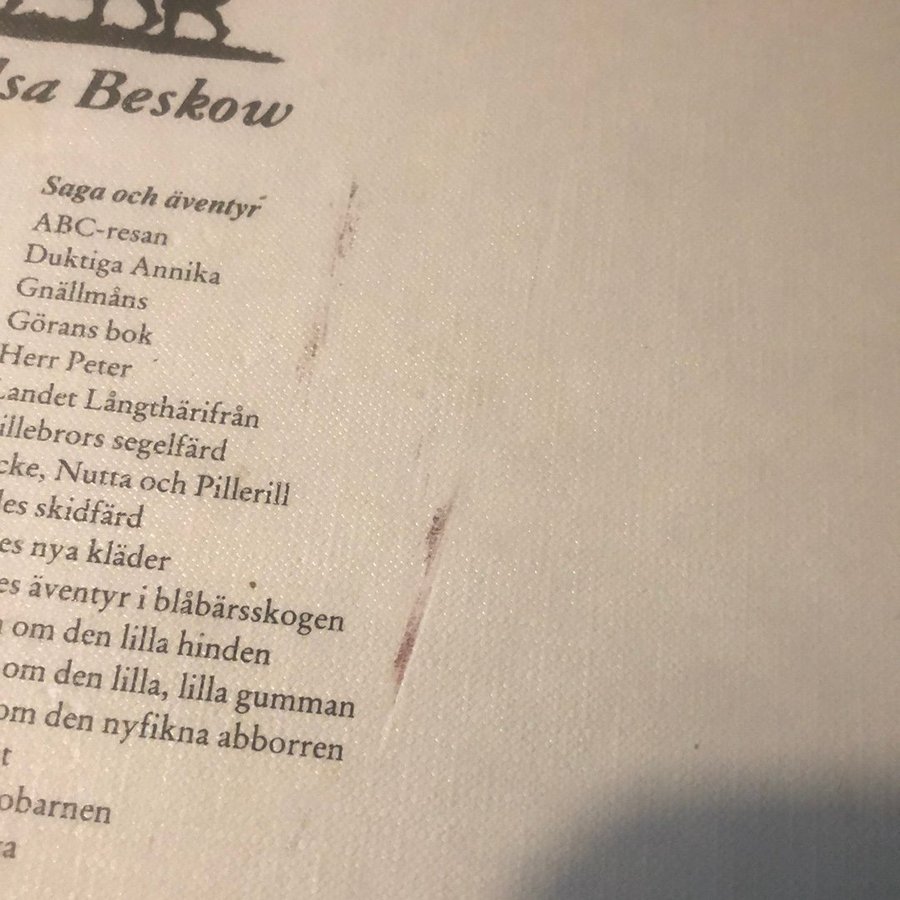 lsa Beskow
Saga och äventyr
ABC-resan
Duktiga Annika
Gnällmåns
Görans bok
Herr Peter
Landet Långthärifrån
illebrors segelfärd
cke, Nutta och Pillerill
les skidfärd
es nya kläder
es äventyr i blåbärsskogen
om den lilla hinden
om den lilla, lilla gumman
om den nyfikna abborren
t
obarnen
a